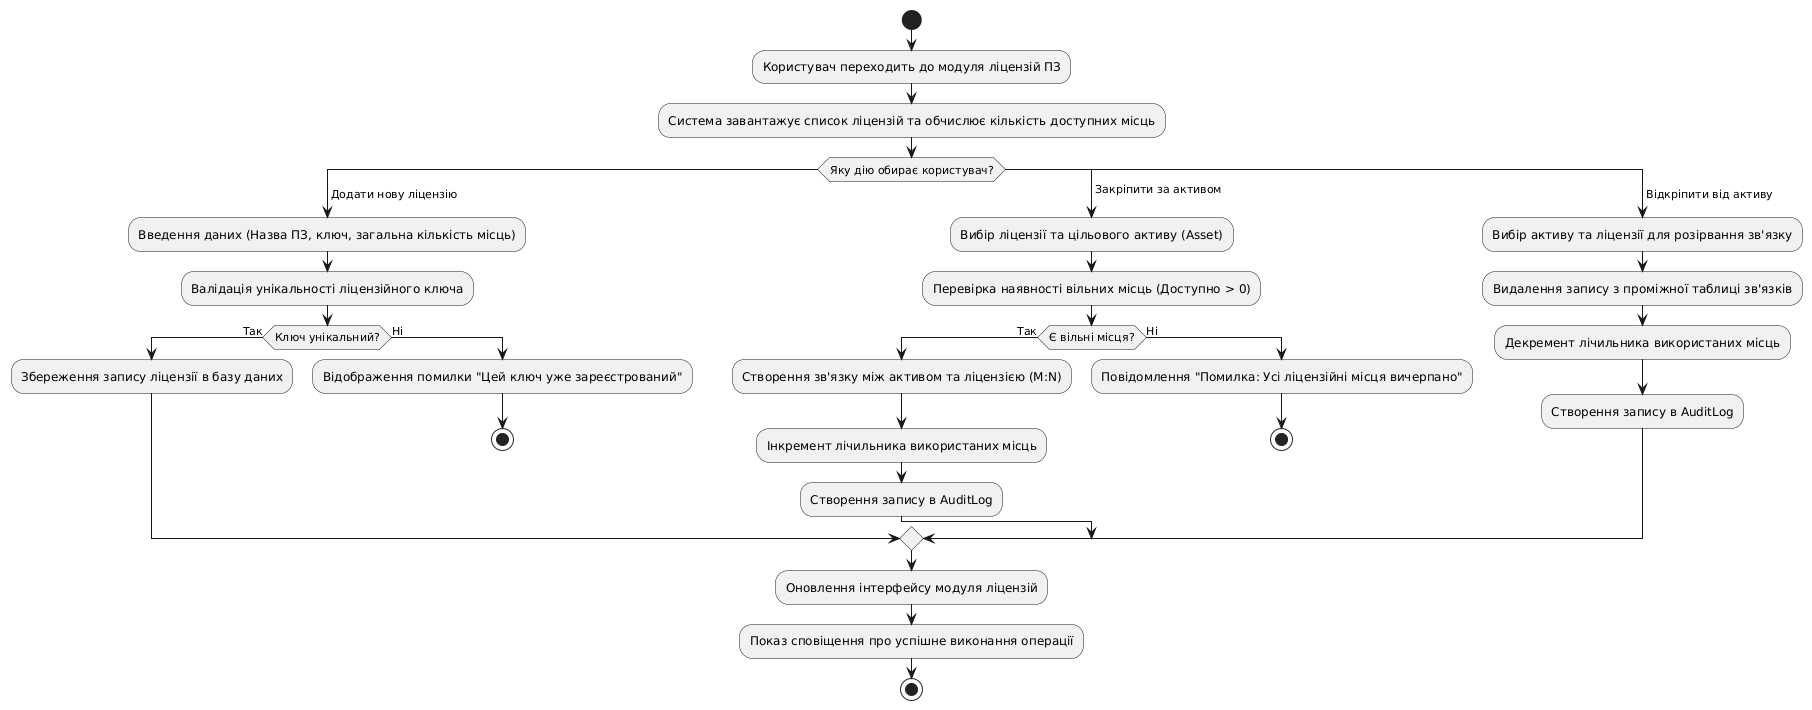 Користувач переходить до модуля ліцензій ПЗ
Система завантажує список ліцензій та обчислює кількість доступних місць
Яку дію обирає користувач?
Додати нову ліцензію
Введення даних (Назва ПЗ, ключ, загальна кількість місць)
Валідація унікальності ліцензійного ключа
Ключ унікальний?
Так
Ні
Збереження запису ліцензії в базу даних
Відображення помилки "Цей ключ уже зареєстрований"
Закріпити за активом
Вибір ліцензії та цільового активу (Asset)
Перевірка наявності вільних місць (Доступно > 0)
Є вільні місця?
Так
Ні
Створення зв'язку між активом та ліцензією (M:N)
Інкремент лічильника використаних місць
Створення запису в AuditLog
Повідомлення "Помилка: Усі ліцензійні місця вичерпано"
Відкріпити від активу
Вибір активу та ліцензії для розірвання зв'язку
Видалення запису з проміжної таблиці зв'язків
Декремент лічильника використаних місць
Створення запису в AuditLog
Оновлення інтерфейсу модуля ліцензій
Показ сповіщення про успішне виконання операції